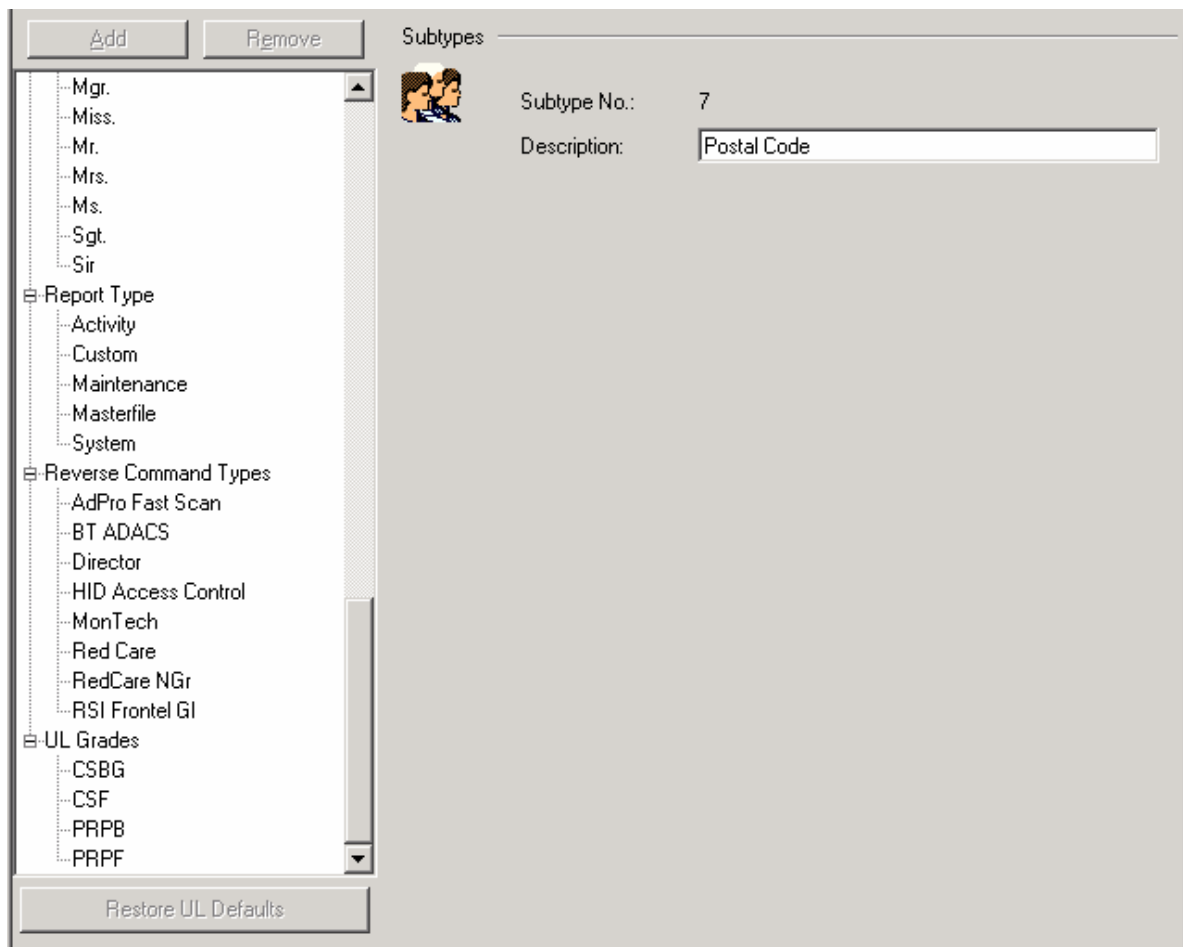 Add Remove Subtypes
Mgr.
Miss.
Mr.
Mrs.
Ms.
Sgt.
Sir
Report Type
Activity
Custom
Maintenance
Masterfile
System
Reverse Command Types
AdPro Fast Scan
BT ADACS
Director
HID Access Control
MonTech
Red Care
RedCare NGr
RSI Frontel GI
UL Grades
CSBG
CSF
PRPB
PRPF
Restore UL Defaults
Subtype No.: 7
Description: Postal Code